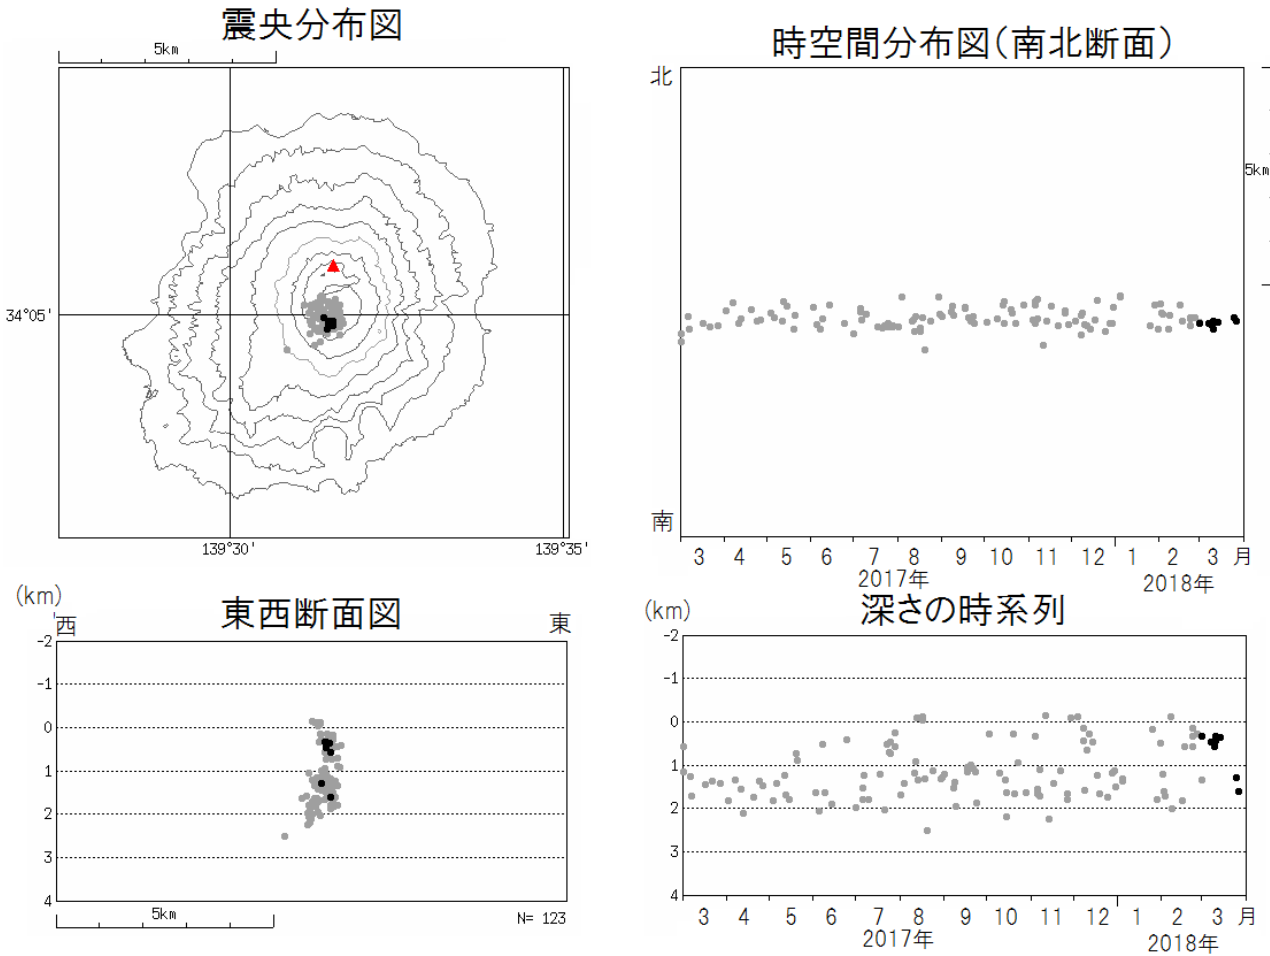 震央分布図
5km
34°05'
139°30'
139°35'
時空間分布図(南北断面)
北
南
5km
3 4 5 6 7 8 9 10 11 12 1 2 3 月
2017年
2018年
(km)
東西断面図
西
東
-2
-1
0
1
2
3
4
5km
N= 123
(km)
深さの時系列
-2
-1
0
1
2
3
4
3 4 5 6 7 8 9 10 11 12 1 2 3 月
2017年
2018年